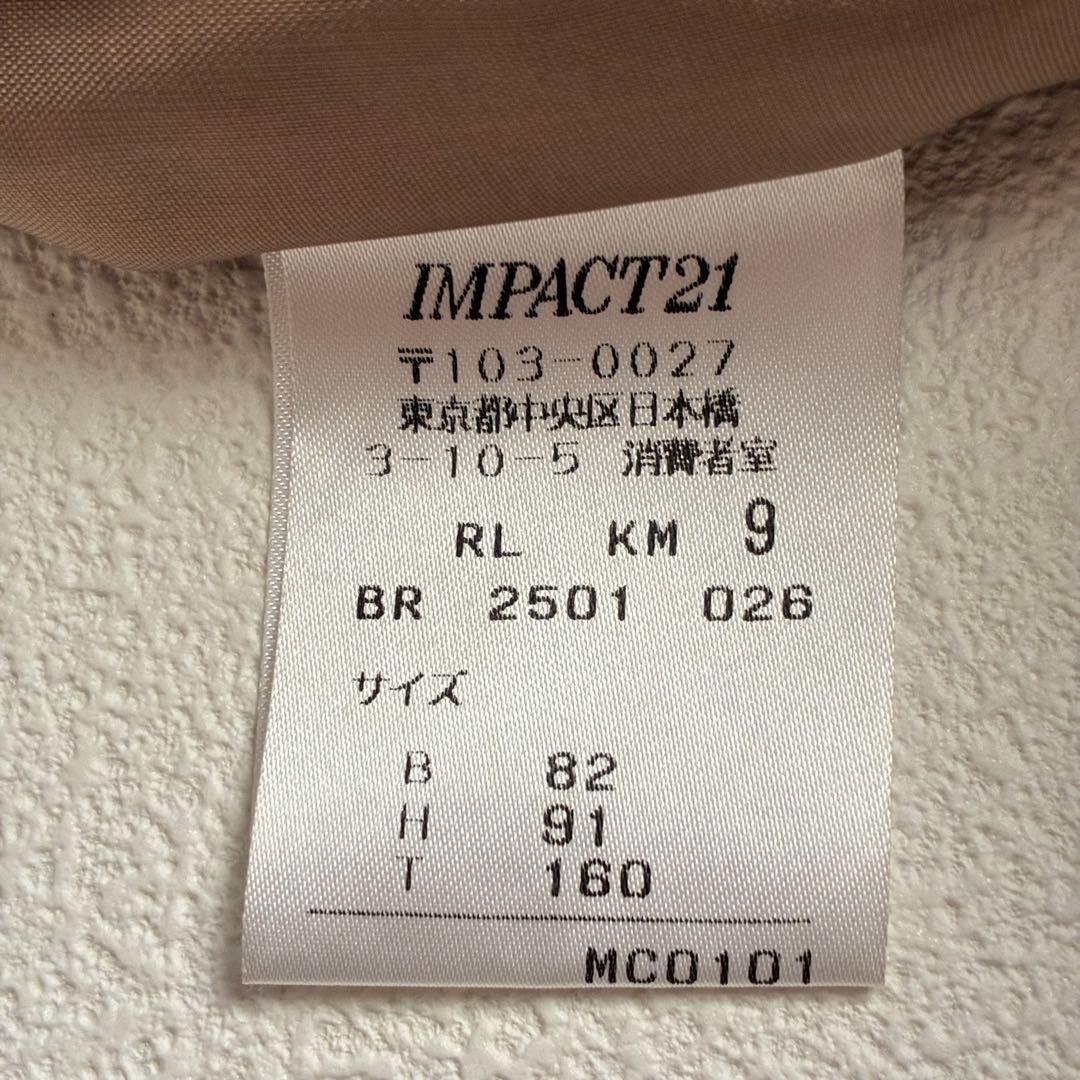 IMPACT21
〒103-0027
東京都中央区日本橋
3-10-5 消費者室
RL KM 9
BR 2501 026
サイズ
B 82
H 91
T 160
MC0101